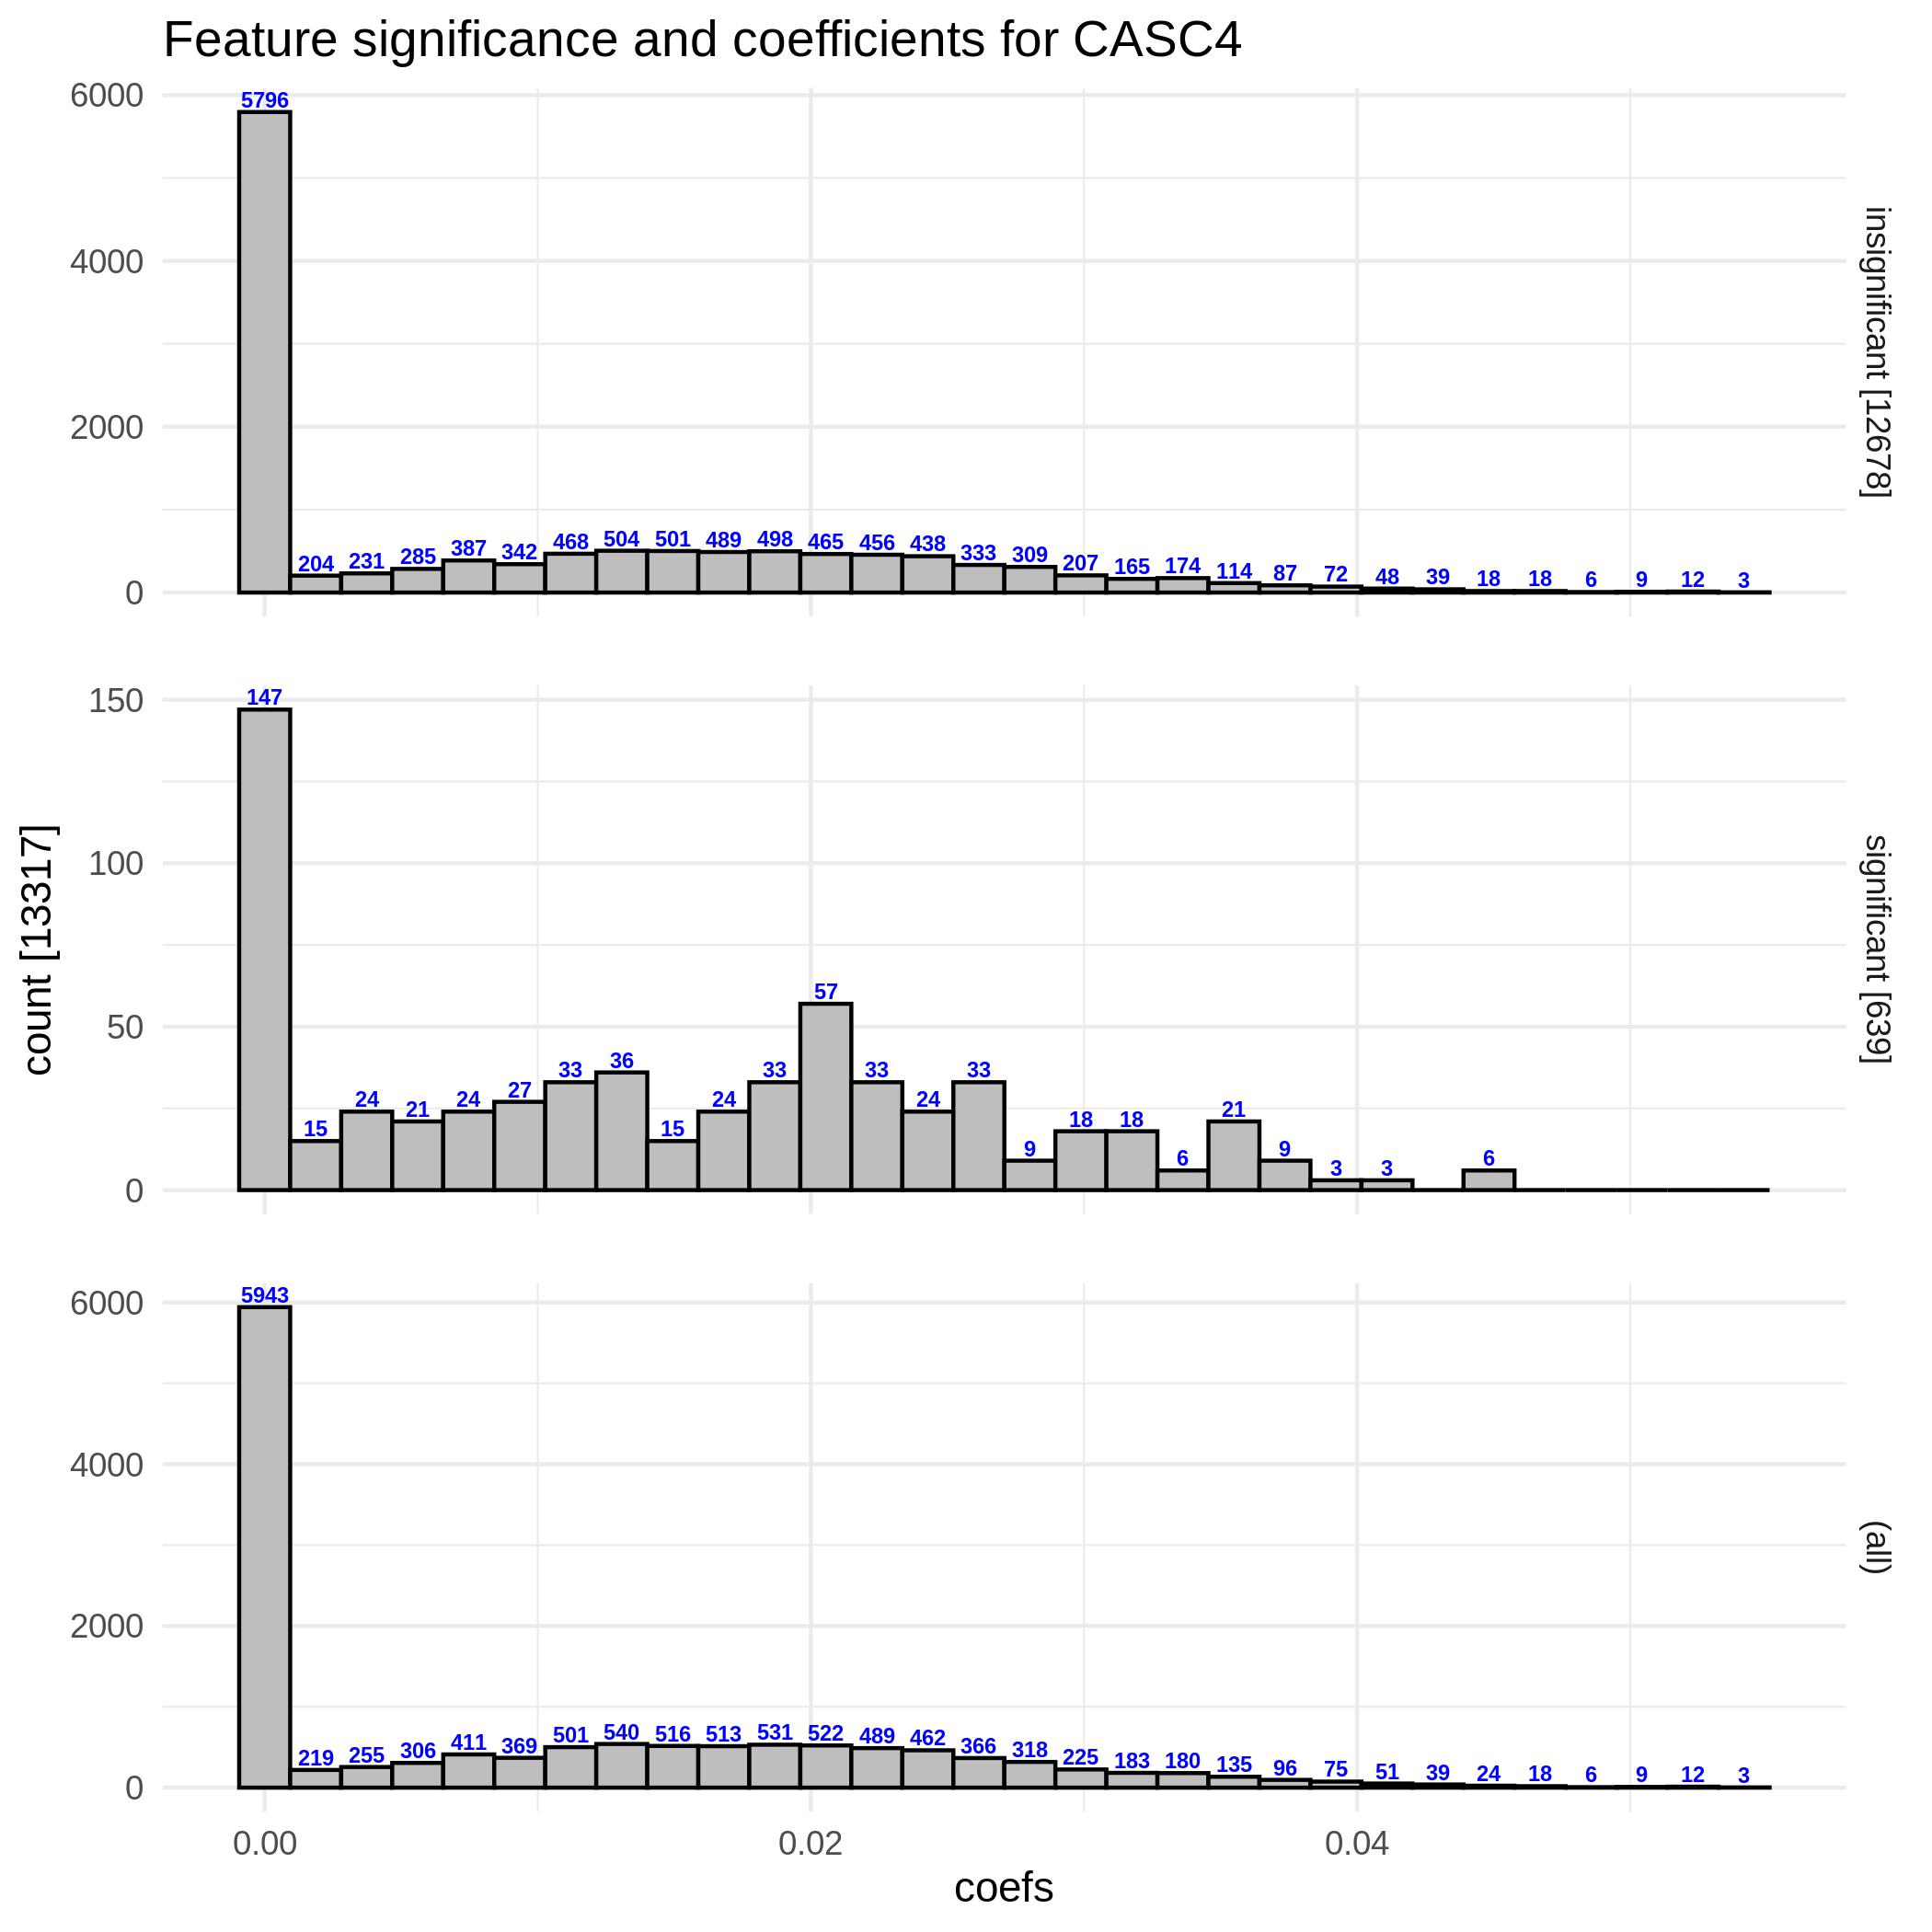 Feature significance and coefficients for CASC4
6000
4000
2000
0
5796
204 231 285 387 342 468 504 501 489 498 465 456 438 333 309 207 165 174 114 87 72 48 39 18 18 6 9 12 3
insignificant [12678]
count [13317]
150
100
50
0
147
15 24 21 24 27 33 36 15 24 33 57 33 24 33 9 18 18 6 21 9 3 3 6
significant [639]
6000
4000
2000
0
5943
219 255 306 411 369 501 540 516 513 531 522 489 462 366 318 225 183 180 135 96 75 51 39 24 18 6 9 12 3
(all)
0.00 0.02 0.04
coefs